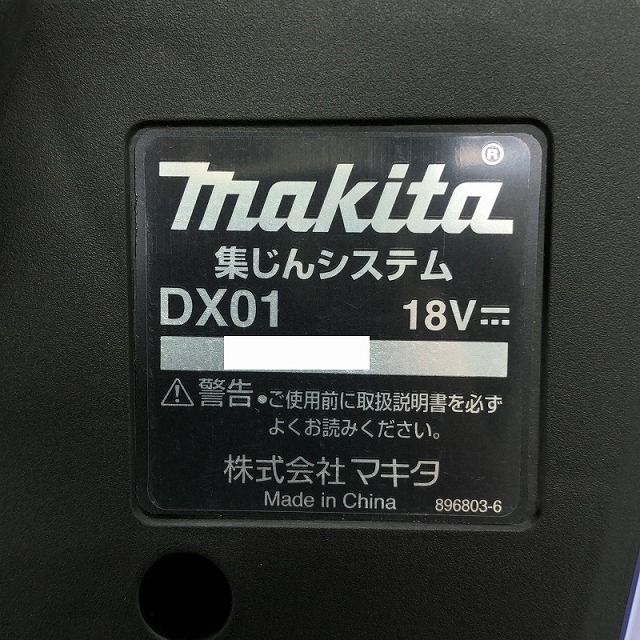 makita®
集じんシステム
DX01 18V⎓
⚠警告 ●ご使用前に取扱説明書を必ず
よくお読みください。
株式会社 マキタ
Made in China 896803-6